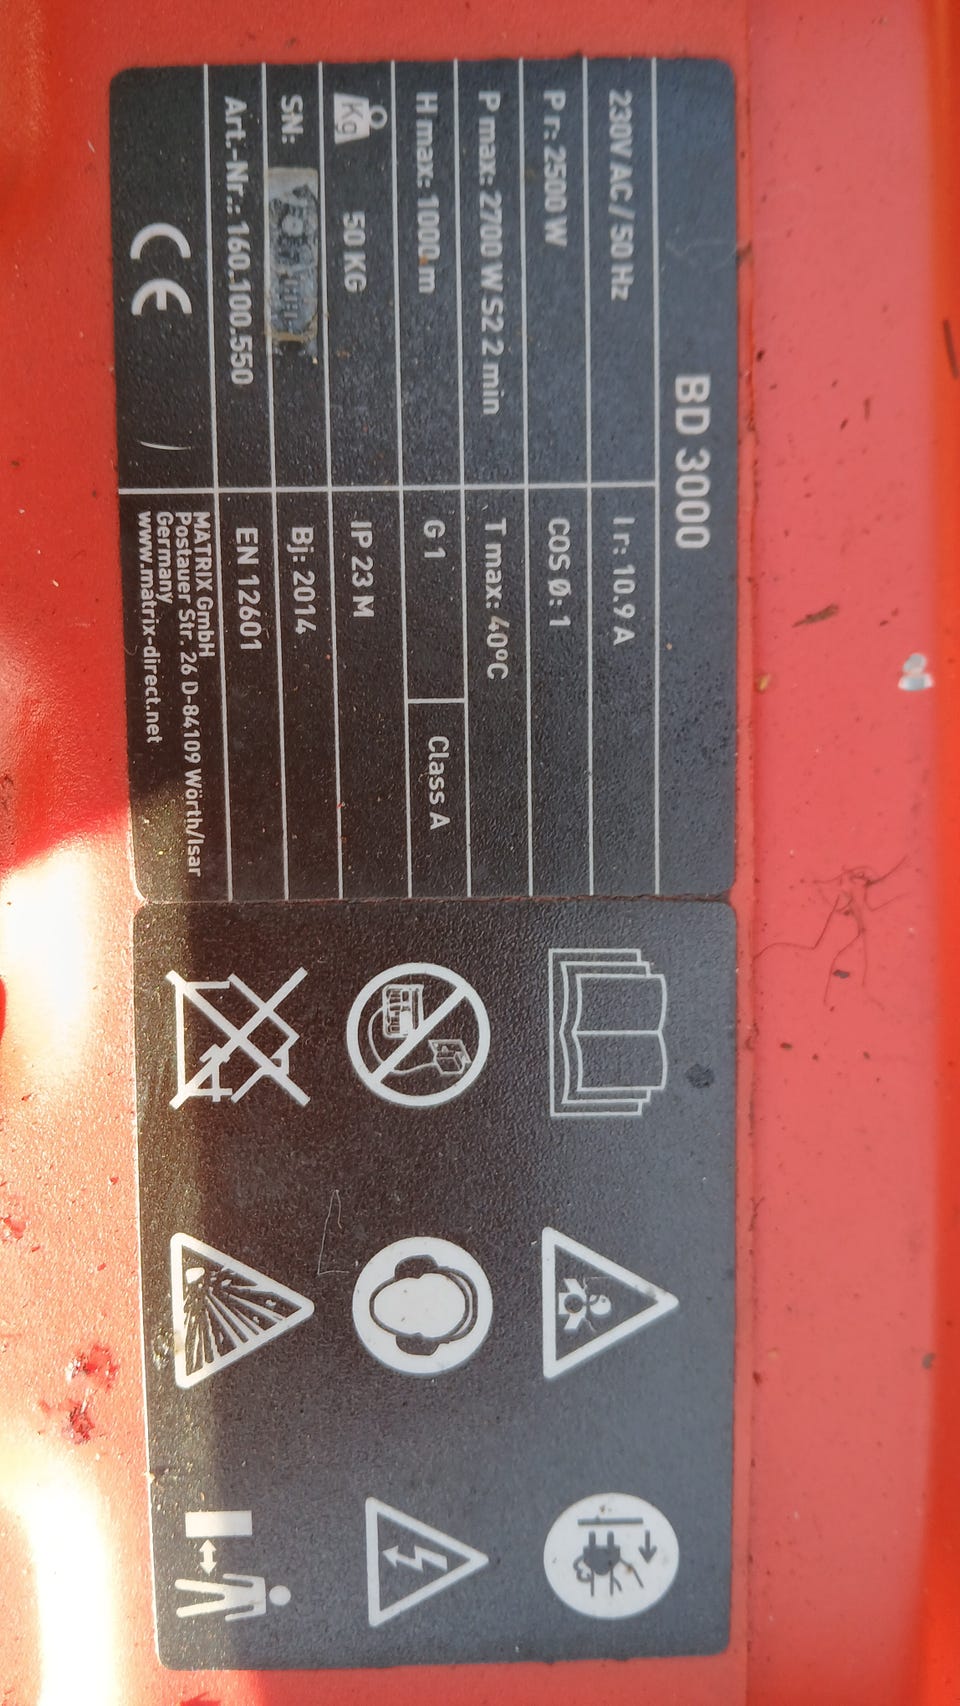 BD 3000
230V AC / 50 Hz
I r: 10.9 A
P r: 2500 W
COS Ø: 1
P max: 2700 W S2 2 min
T max: 40ºC
H max: 1000 m
G 1
Class A
Kg 50 KG
IP 23 M
SN:
Bj: 2014
Art.-Nr.: 160.100.550
EN 12601
CE
MATRIX GmbH
Postauer Str. 26 D-84109 Wörth/Isar
Germany
www.matrix-direct.net